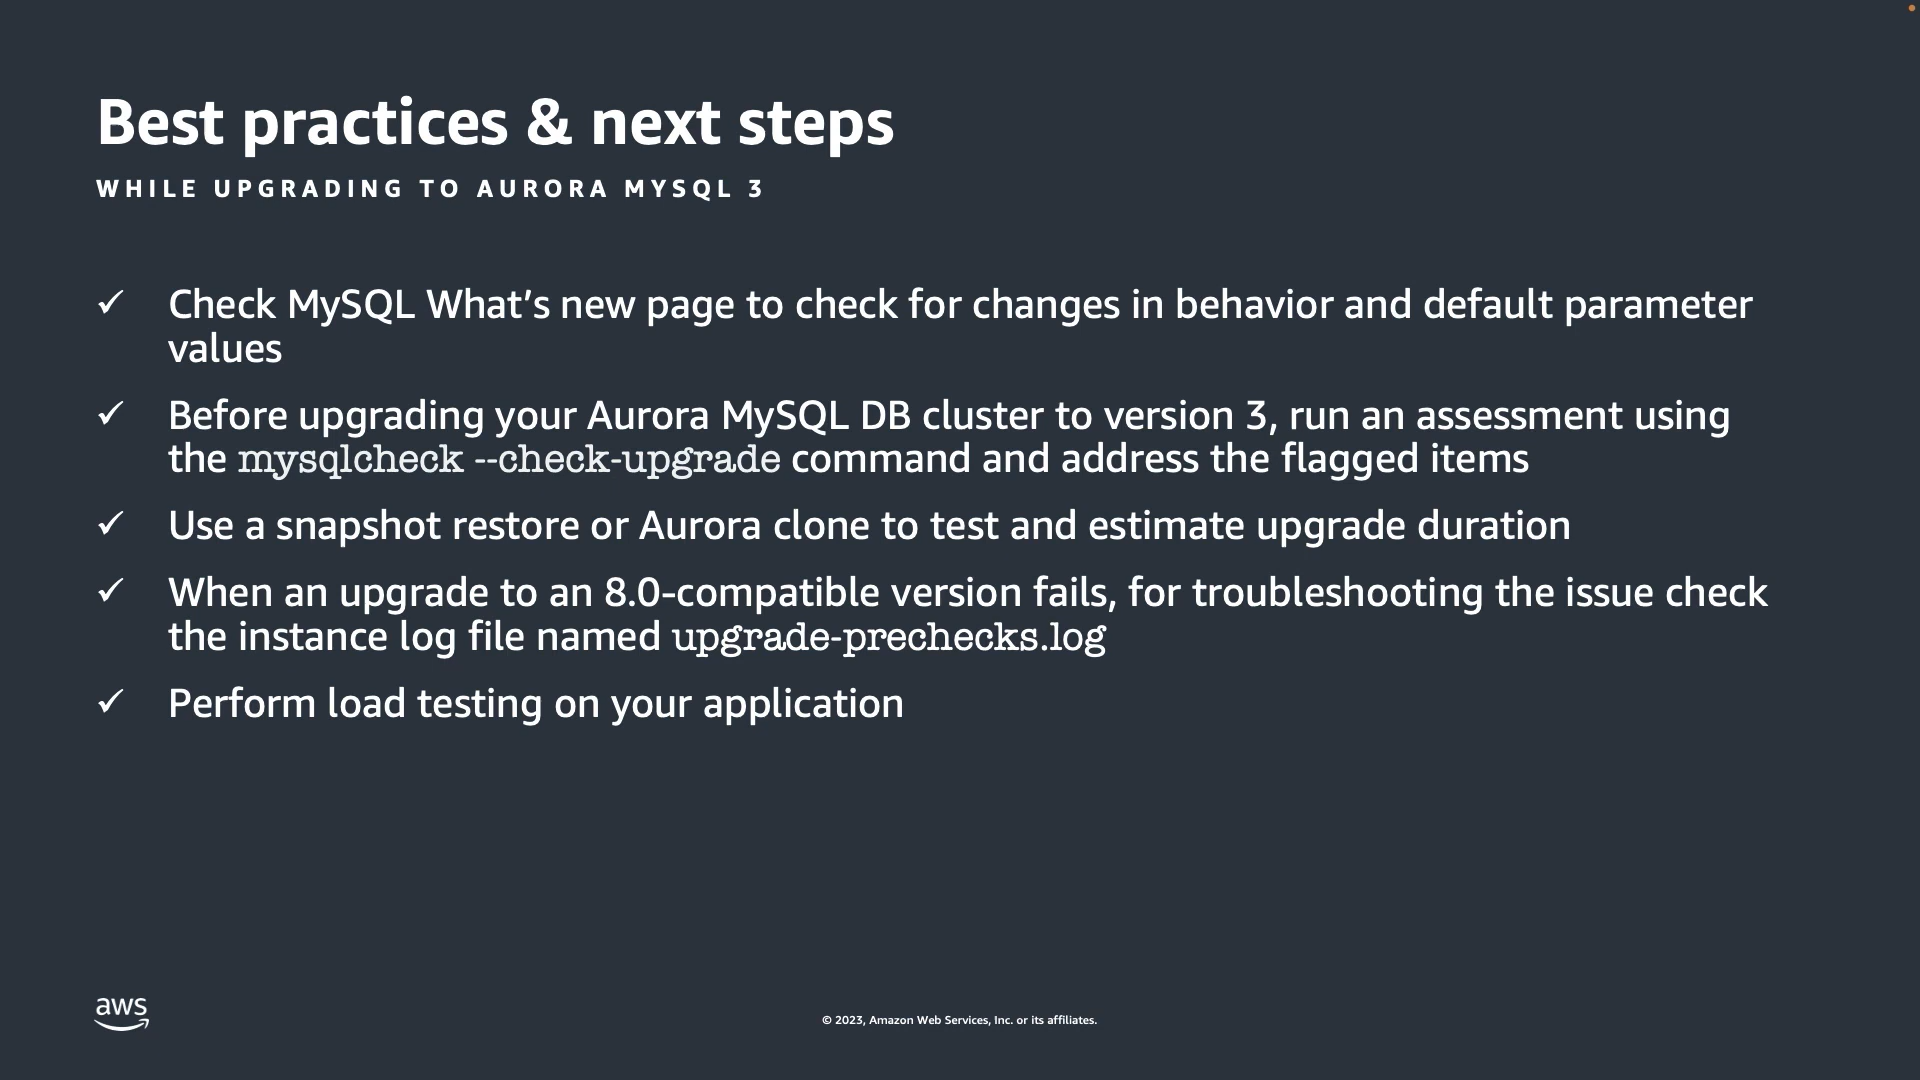 Best practices & next steps
WHILE UPGRADING TO AURORA MYSQL 3
✓ Check MySQL What’s new page to check for changes in behavior and default parameter
values
✓ Before upgrading your Aurora MySQL DB cluster to version 3, run an assessment using
the mysqlcheck --check-upgrade command and address the flagged items
✓ Use a snapshot restore or Aurora clone to test and estimate upgrade duration
✓ When an upgrade to an 8.0-compatible version fails, for troubleshooting the issue check
the instance log file named upgrade-prechecks.log
✓ Perform load testing on your application
aws
© 2023, Amazon Web Services, Inc. or its affiliates.